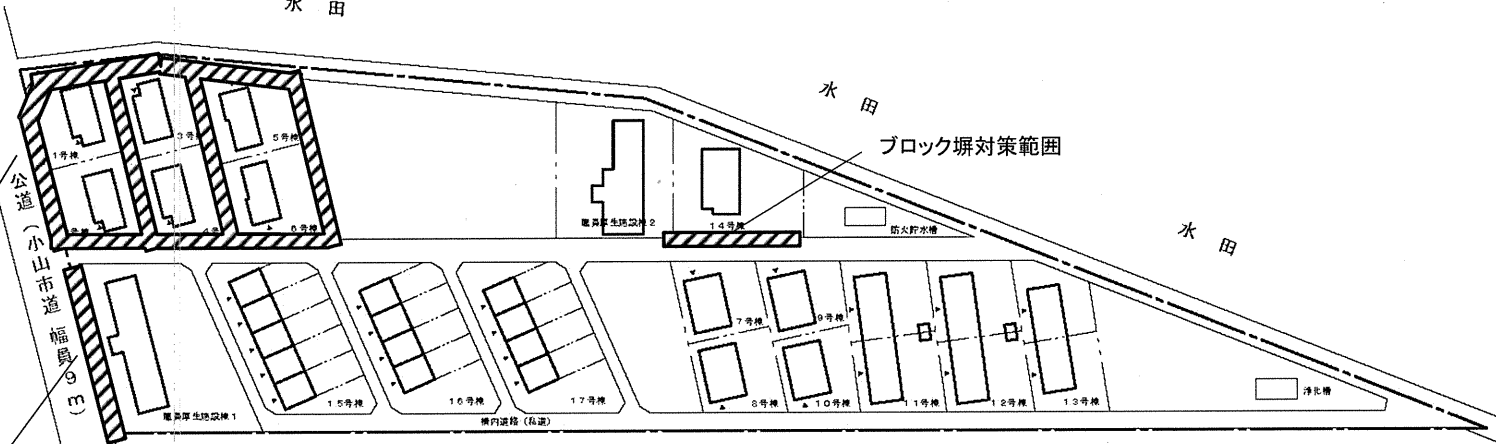 水 田
水 田
ブロック塀対策範囲
水 田
1号棟
3号棟
5号棟
4号棟
6号棟
公道(小山市道 幅員9m)
職員厚生施設棟2
14号棟
防火貯水槽
7号棟
9号棟
8号棟
10号棟
11号棟
12号棟
13号棟
浄化槽
職員厚生施設棟1
15号棟
16号棟
17号棟
構内道路(私道)